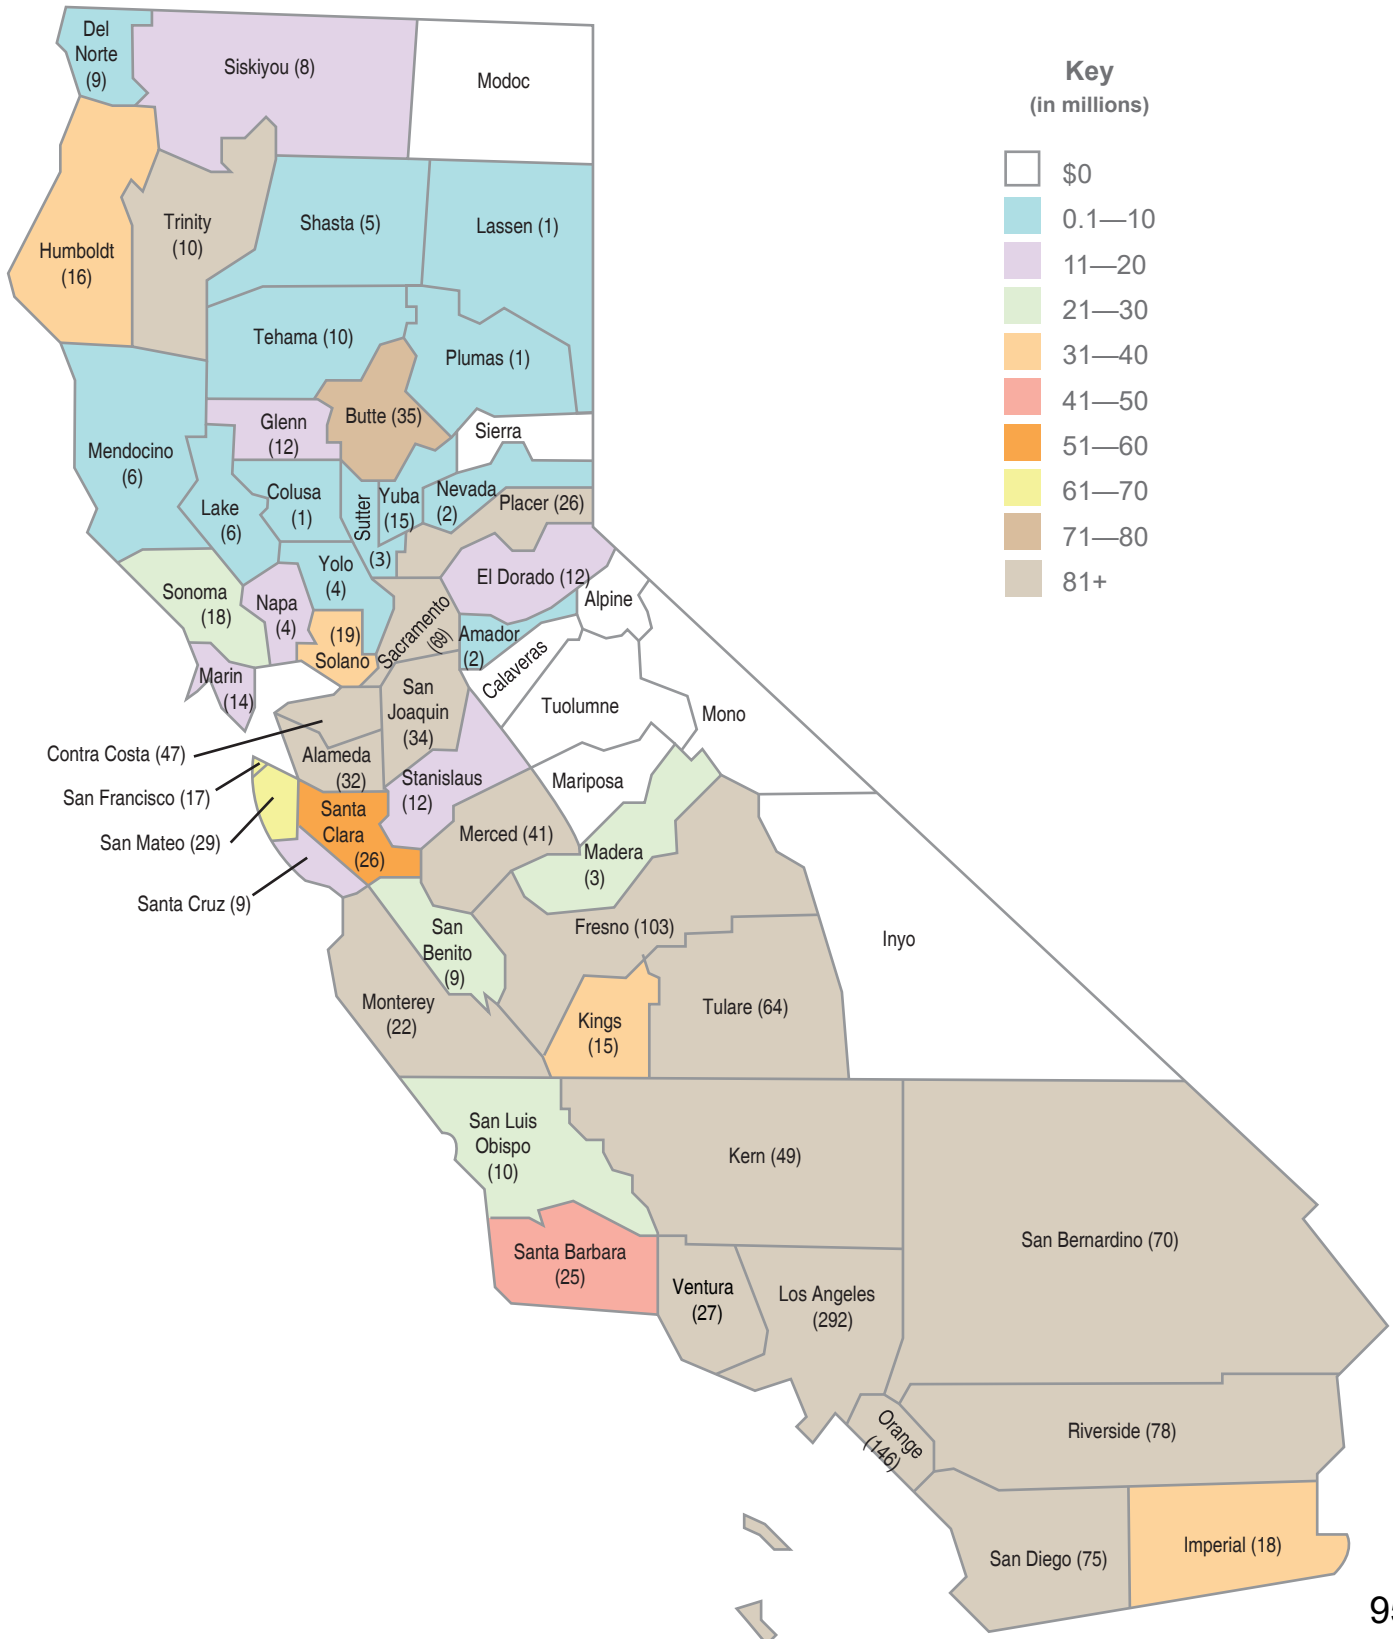 Del
Norte
(9)
Siskiyou (8)
Modoc
Humboldt
(16)
Trinity
(10)
Shasta (5)
Lassen (1)
Tehama (10)
Plumas (1)
Butte (35)
Glenn
(12)
Sierra
Mendocino
(6)
Lake
(6)
Colusa
(1)
Sutter
(3)
Yuba
(15)
Nevada
(2)
Placer (26)
Yolo
(4)
El Dorado (12)
Sonoma
(18)
Napa
(4)
(19)
Solano
Sacramento
(69)
Amador
(2)
Alpine
Calaveras
Marin
(14)
San
Joaquin
(34)
Tuolumne
Mono
Contra Costa (47)
Alameda
(32)
Stanislaus
(12)
Mariposa
San Francisco (17)
Santa
Clara
(26)
Merced (41)
San Mateo (29)
Madera
(3)
Santa Cruz (9)
San
Benito
(9)
Fresno (103)
Inyo
Monterey
(22)
Kings
(15)
Tulare (64)
San Luis
Obispo
(10)
Kern (49)
San Bernardino (70)
Santa Barbara
(25)
Ventura
(27)
Los Angeles
(292)
Orange
(146)
Riverside (78)
San Diego (75)
Imperial (18)
Key
(in millions)
$0
0.1—10
11—20
21—30
31—40
41—50
51—60
61—70
71—80
81+